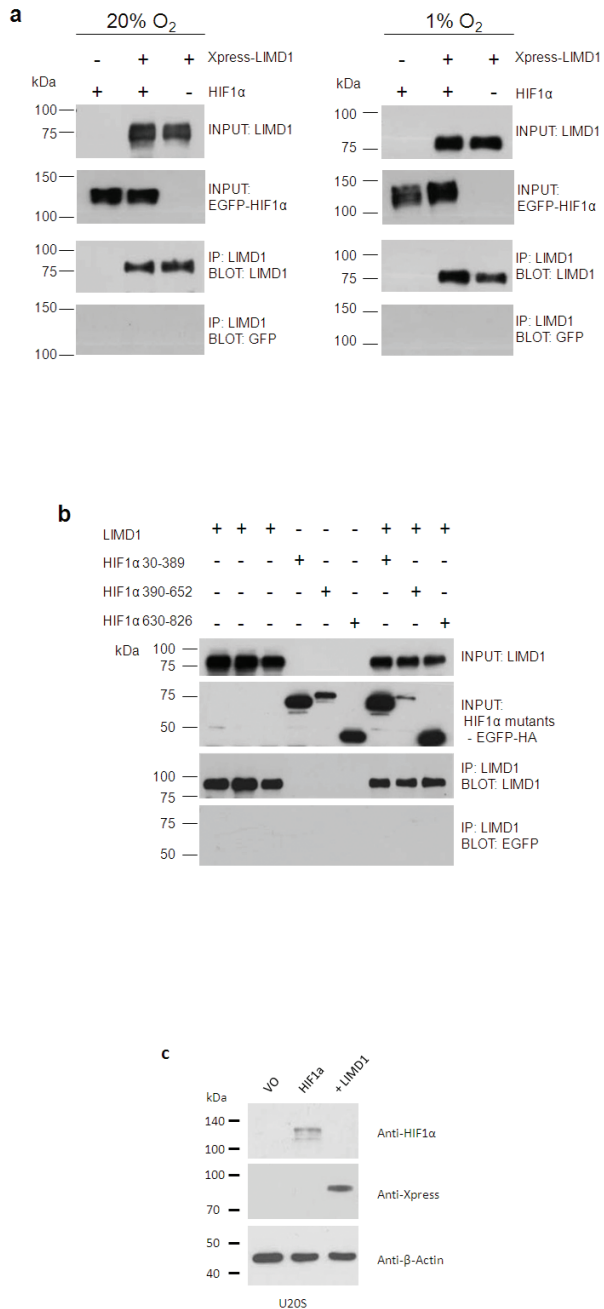 a
20% O2
- + + Xpress-LIMD1
kDa
+ + - HIF1α
100
75
INPUT: LIMD1
150
100
INPUT:
EGFP-HIF1α
100
75
IP: LIMD1
BLOT: LIMD1
150
100
IP: LIMD1
BLOT: GFP
1% O2
- + + Xpress-LIMD1
kDa
+ + - HIF1α
100
75
INPUT: LIMD1
150
100
INPUT:
EGFP-HIF1α
100
75
IP: LIMD1
BLOT: LIMD1
150
100
IP: LIMD1
BLOT: GFP
b
LIMD1 + + + - - - + + +
HIF1α 30-389 - - - + - - + - -
HIF1α 390-652 - - - - + - - + -
HIF1α 630-826 - - - - - + - - +
kDa
100
75
INPUT: LIMD1
75
50
INPUT:
HIF1α mutants
- EGFP-HA
100
75
IP: LIMD1
BLOT: LIMD1
75
50
IP: LIMD1
BLOT: EGFP
c
VO HIF1a + LIMD1
kDa
140
100
Anti-HIF1α
100
70
Anti-Xpress
50
40
Anti-β-Actin
U20S